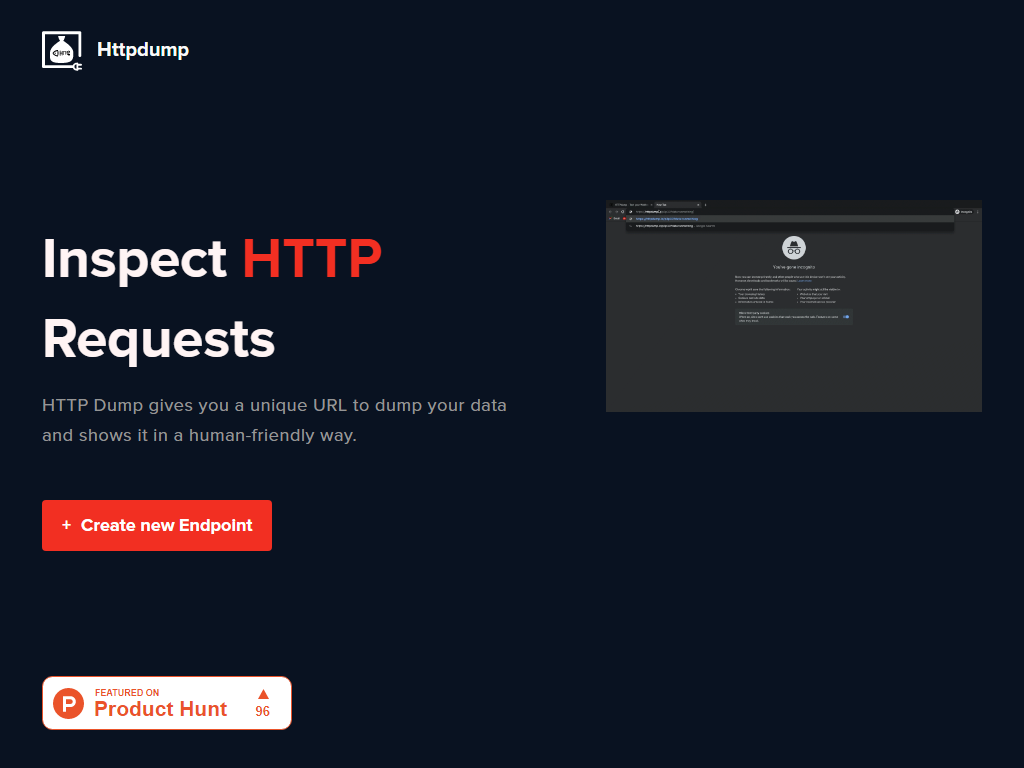 HTTP
Httpdump
Inspect HTTP
Requests
HTTP Dump gives you a unique URL to dump your data
and shows it in a human-friendly way.
+ Create new Endpoint
You've gone incognito
FEATURED ON
Product Hunt
96